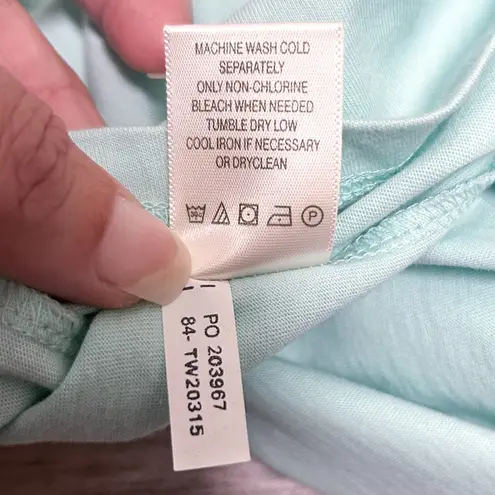 MACHINE WASH COLD
SEPARATELY
ONLY NON-CHLORINE
BLEACH WHEN NEEDED
TUMBLE DRY LOW
COOL IRON IF NECESSARY
OR DRYCLEAN
P
PO 203967
84- TW20315